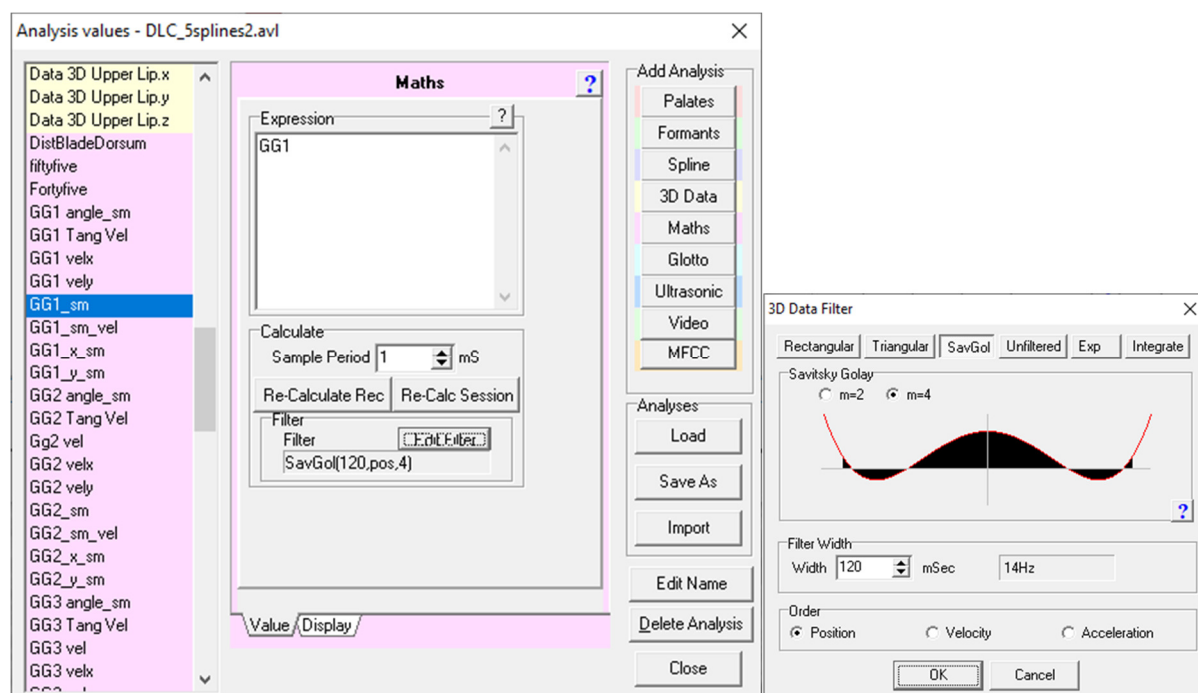 Analysis values - DLC_5splines2.avl
Data 3D Upper Lip.x
Data 3D Upper Lip.y
Data 3D Upper Lip.z
DistBladeDorsum
fiftyfive
Fortyfive
GG1 angle_sm
GG1 Tang Vel
GG1 velx
GG1 vely
GG1_sm
GG1_sm_vel
GG1_x_sm
GG1_y_sm
GG2 angle_sm
GG2 Tang Vel
Gg2 vel
GG2 velx
GG2 vely
GG2_sm
GG2_sm_vel
GG2_x_sm
GG2_y_sm
GG3 angle_sm
GG3 Tang Vel
GG3 vel
GG3 velx
Maths
?
Expression
?
GG1
Calculate
Sample Period 1 mS
Re-Calculate Rec Re-Calc Session
Filter
Filter Edit Filter
SavGol(120,pos,4)
Value Display
Add Analysis
Palates
Formants
Spline
3D Data
Maths
Glotto
Ultrasonic
Video
MFCC
Analyses
Load
Save As
Import
Edit Name
Delete Analysis
Close
3D Data Filter
Rectangular Triangular SavGol Unfiltered Exp Integrate
Savitsky Golay
m=2 m=4
?
Filter Width
Width 120 mSec 14Hz
Order
Position Velocity Acceleration
OK Cancel